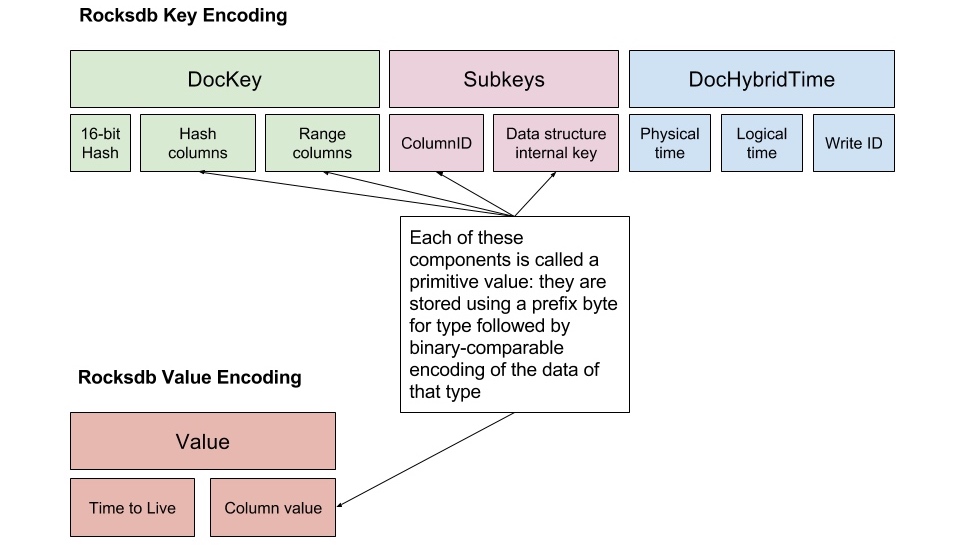 Rocksdb Key Encoding
DocKey
Subkeys
DocHybridTime
16-bit
Hash
Hash
columns
Range
columns
ColumnID
Data structure
internal key
Physical
time
Logical
time
Write ID
Each of these
components is called a
primitive value: they are
stored using a prefix byte
for type followed by
binary-comparable
encoding of the data of
that type
Rocksdb Value Encoding
Value
Time to Live
Column value